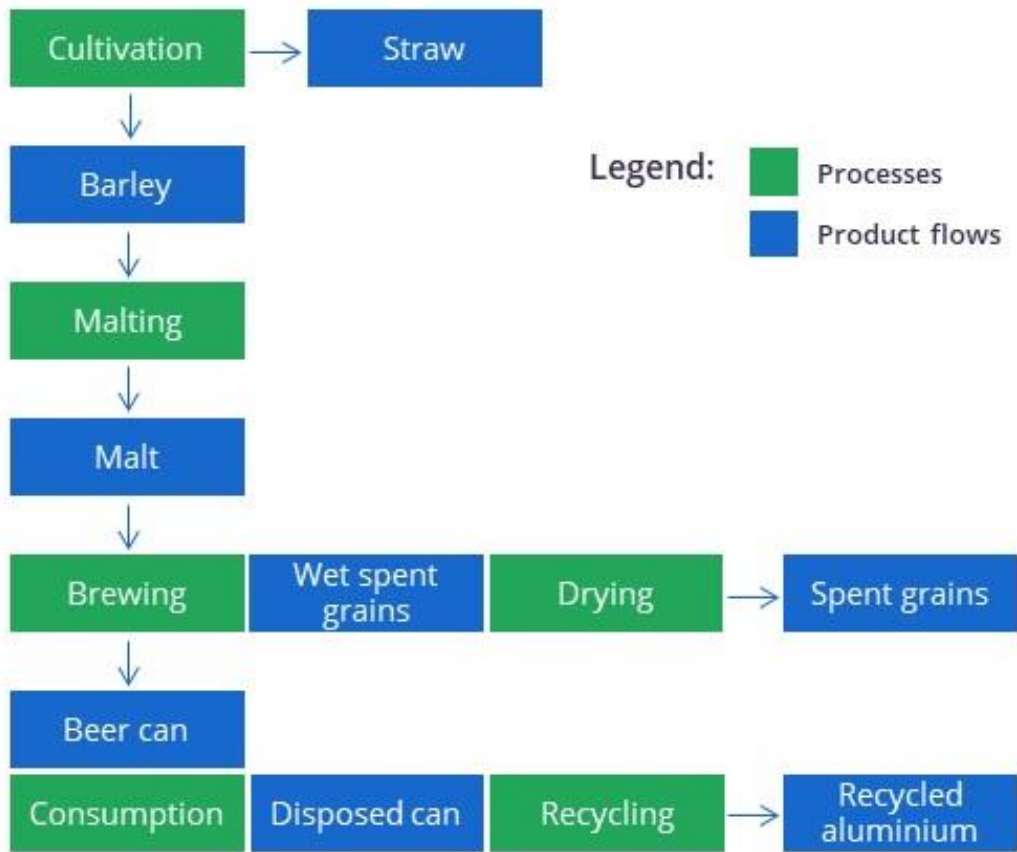 Cultivation
Straw
Barley
Legend:
Processes
Product flows
Malting
Malt
Brewing
Wet spent
grains
Drying
Spent grains
Beer can
Consumption
Disposed can
Recycling
Recycled
aluminium